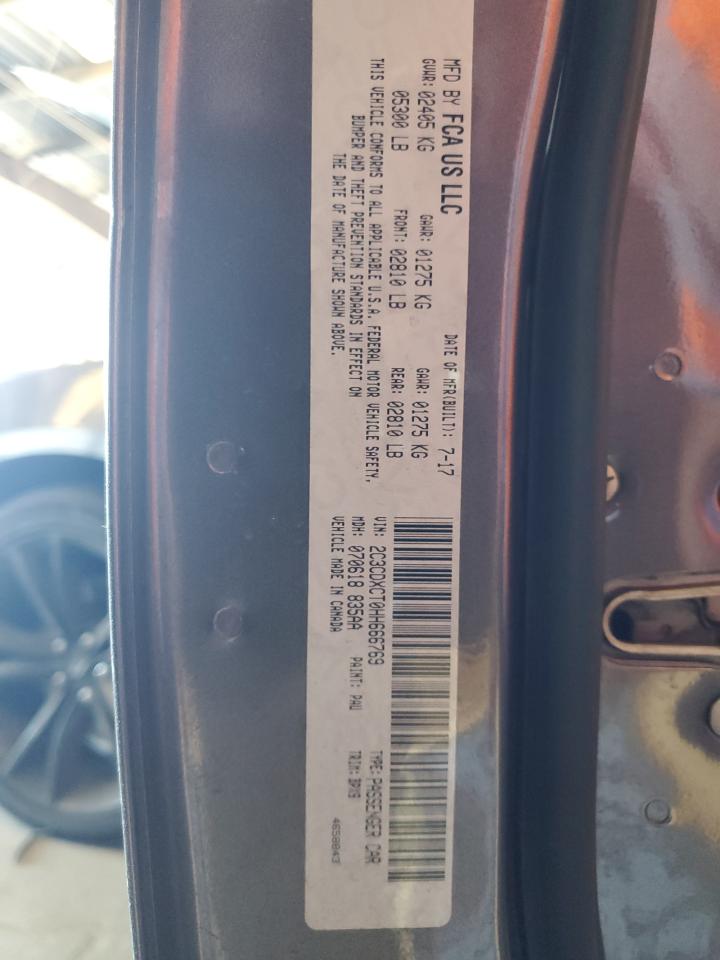 MFD BY FCA US LLC
DATE OF MFR(BUILT): 7-17
GVWR: 02405 KG GAWR: 01275 KG GAWR: 01275 KG
05300 LB FRONT: 02810 LB REAR: 02810 LB
THIS VEHICLE CONFORMS TO ALL APPLICABLE U.S.A. FEDERAL MOTOR VEHICLE SAFETY,
BUMPER AND THEFT PREVENTION STANDARDS IN EFFECT ON
THE DATE OF MANUFACTURE SHOWN ABOVE.
VIN: 2C3CDXCT0HH666769 TYPE: PASSENGER CAR
MDH: 070618 835AA PAINT: PAU TRIM: BPX9
VEHICLE MADE IN CANADA
4658843